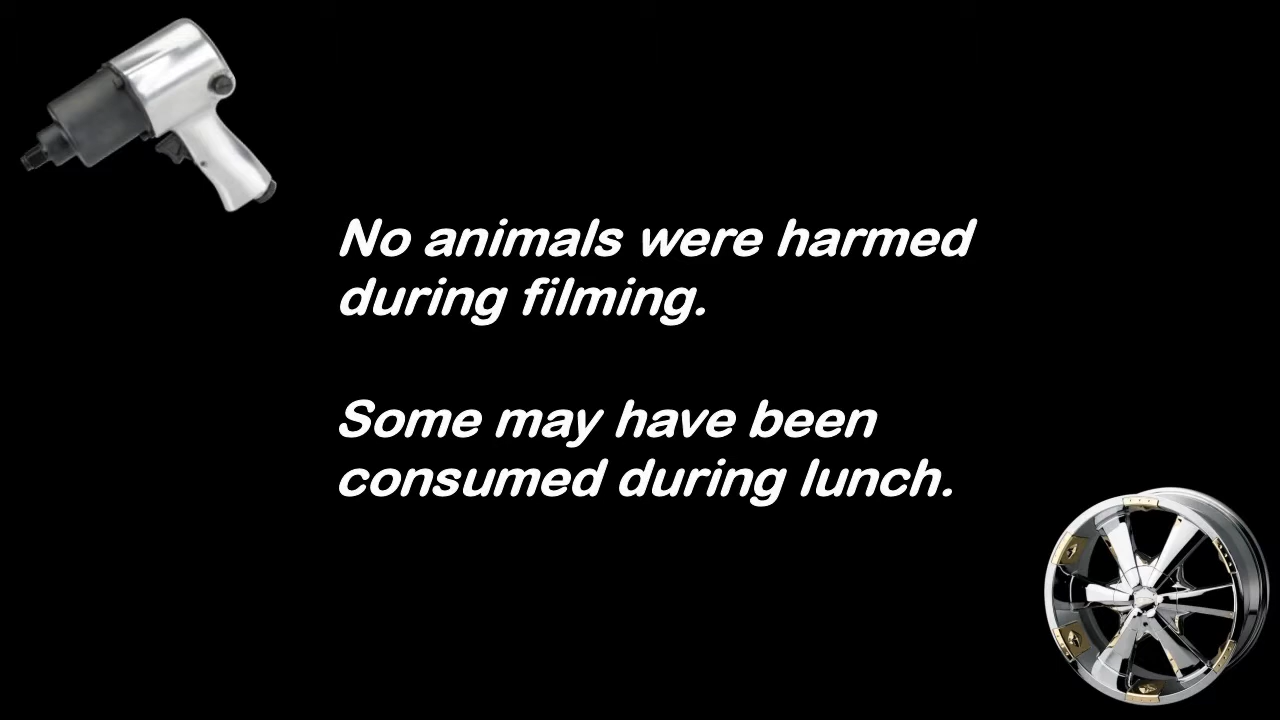 No animals were harmed
during filming.
Some may have been
consumed during lunch.